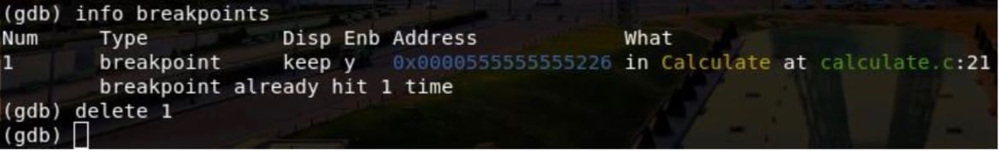 (gdb) info breakpoints
Num     Type           Disp Enb Address            What
1       breakpoint     keep y   0x0000555555555226 in Calculate at calculate.c:21
        breakpoint already hit 1 time
(gdb) delete 1
(gdb)